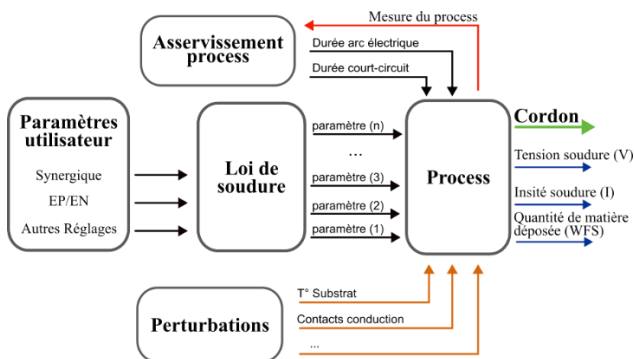 Mesure du process
Asservissement
process
Durée arc électrique
Durée court-circuit
Paramètres
utilisateur
Synergique
EP/EN
Autres Réglages
Loi de
soudure
paramètre (n)
...
paramètre (3)
paramètre (2)
paramètre (1)
Process
Cordon
Tension soudure (V)
Insité soudure (I)
Quantité de matière
déposée (WFS)
Perturbations
T° Substrat
Contacts conduction
...